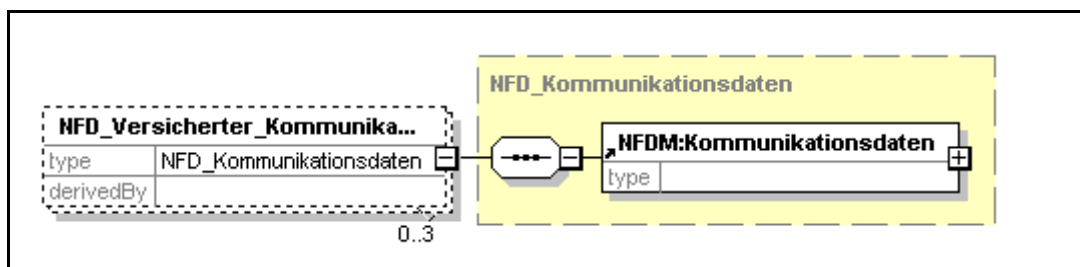 NFD_Kommunikationsdaten
NFD_Versicherter_Kommunika...
type NFD_Kommunikationsdaten
derivedBy
0..3
NFDM:Kommunikationsdaten
type